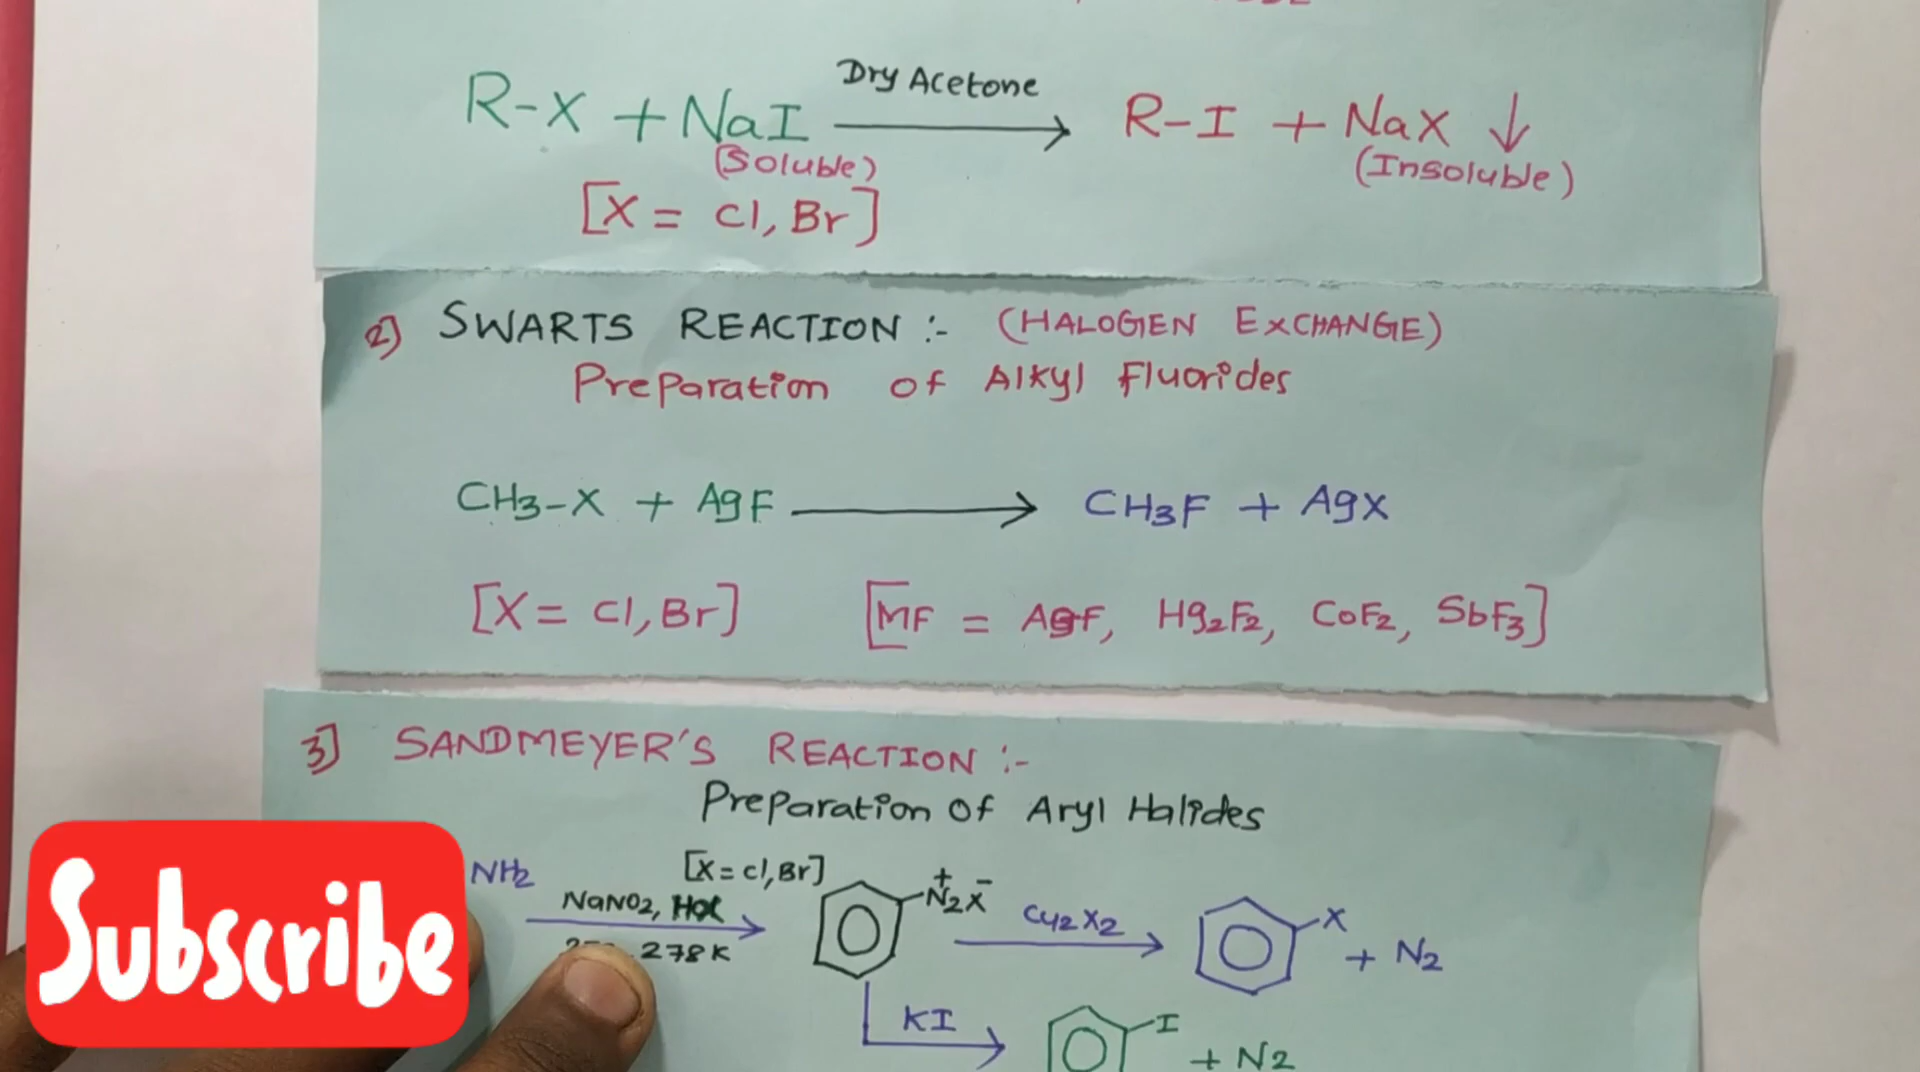 R-X + NaI Dry Acetone R-I + NaX ↓
(Soluble) (Insoluble)
[X = Cl, Br]
2) SWARTS REACTION :- (HALOGEN EXCHANGE)
Preparation of Alkyl Fluorides
CH3-X + AgF → CH3F + AgX
[X = Cl, Br] [MF = AgF, Hg2F2, CoF2, SbF3]
3) SANDMEYER'S REACTION :-
Preparation of Aryl Halides
NH2 NaNO2, HX [X = Cl, Br] N2X + - Cu2X2 X + N2
278K
KI I + N2
Subscribe